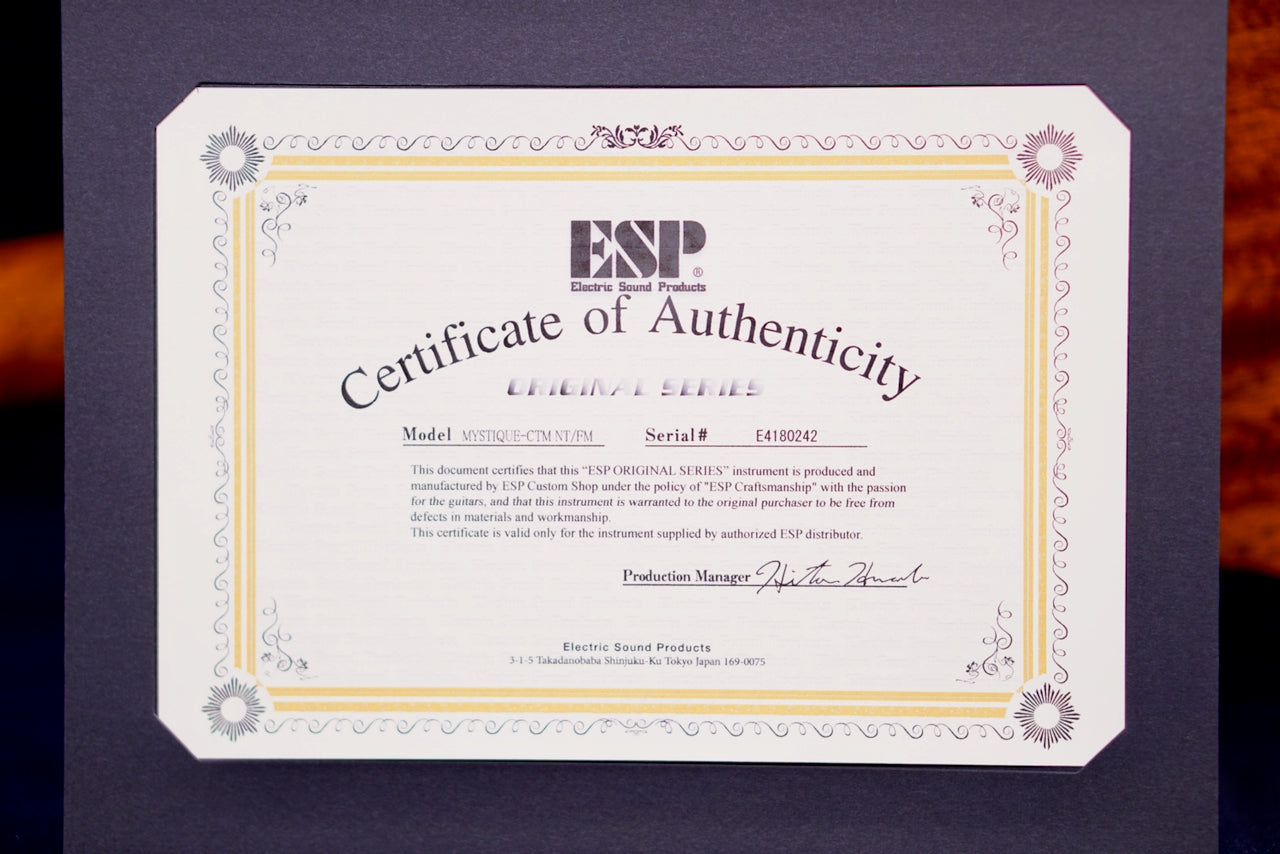 ESP®
Electric Sound Products
Certificate of Authenticity
ORIGINAL SERIES
Model MYSTIQUE-CTM NT/FM Serial# E4180242
This document certifies that this “ESP ORIGINAL SERIES” instrument is produced and
manufactured by ESP Custom Shop under the policy of "ESP Craftsmanship" with the passion
for the guitars, and that this instrument is warranted to the original purchaser to be free from
defects in materials and workmanship.
This certificate is valid only for the instrument supplied by authorized ESP distributor.
Production Manager
Electric Sound Products
3-1-5 Takadanobaba Shinjuku-Ku Tokyo Japan 169-0075